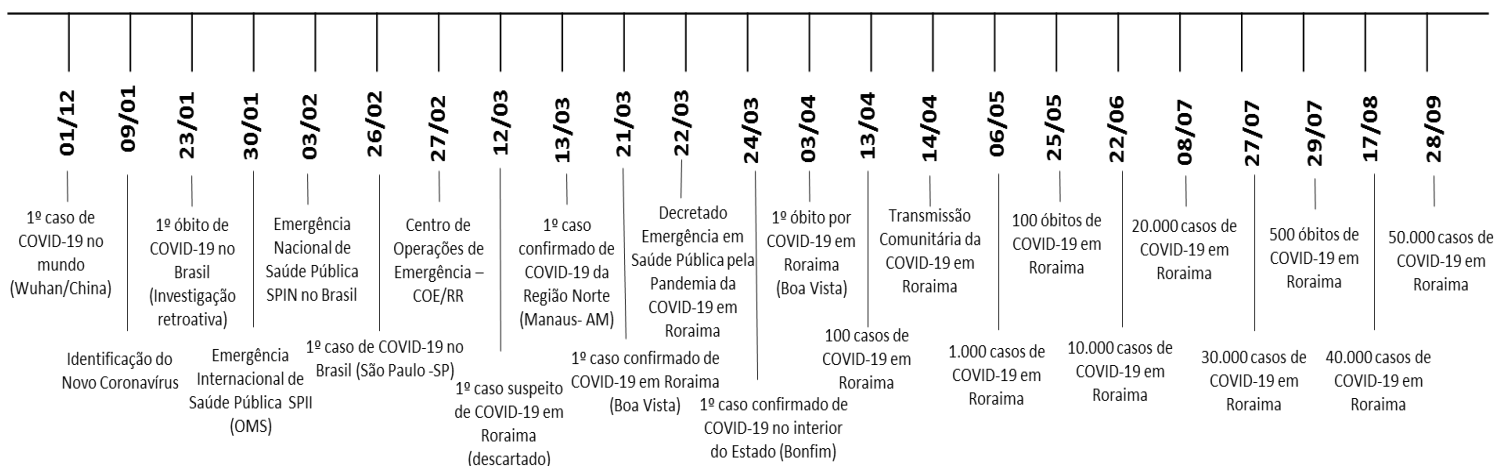 01/12
09/01
23/01
30/01
03/02
26/02
27/02
12/03
13/03
21/03
22/03
24/03
03/04
13/04
14/04
06/05
25/05
22/06
08/07
27/07
29/07
17/08
28/09
1º caso de
COVID-19 no
mundo
(Wuhan/China)
Identificação do
Novo Coronavírus
1º óbito de
COVID-19 no
Brasil
(Investigação
retroativa)
Emergência
Internacional de
Saúde Pública SPII
(OMS)
Emergência
Nacional de
Saúde Pública
SPIN no Brasil
1º caso de COVID-19 no
Brasil (São Paulo -SP)
Centro de
Operações de
Emergência –
COE/RR
1º caso suspeito
de COVID-19 em
Roraima
(descartado)
1º caso
confirmado de
COVID-19 da
Região Norte
(Manaus- AM)
1º caso confirmado de
COVID-19 em Roraima
(Boa Vista)
Decretado
Emergência em
Saúde Pública pela
Pandemia da
COVID-19 em
Roraima
1º caso confirmado de
COVID-19 no interior
do Estado (Bonfim)
1º óbito por
COVID-19 em
Roraima
(Boa Vista)
100 casos de
COVID-19 em
Roraima
Transmissão
Comunitária da
COVID-19 em
Roraima
1.000 casos de
COVID-19 em
Roraima
100 óbitos de
COVID-19 em
Roraima
10.000 casos de
COVID-19 em
Roraima
20.000 casos de
COVID-19 em
Roraima
30.000 casos de
COVID-19 em
Roraima
500 óbitos de
COVID-19 em
Roraima
40.000 casos de
COVID-19 em
Roraima
50.000 casos de
COVID-19 em
Roraima